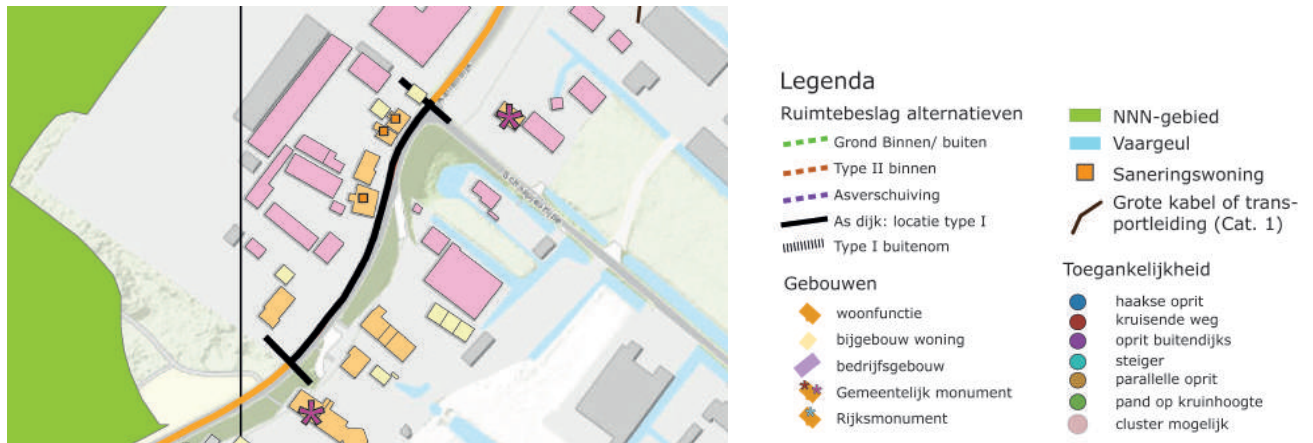 Schaapsdijk
Legenda
Ruimtebeslag alternatieven
Grond Binnen/ buiten
Type II binnen
Asverschuiving
As dijk: locatie type I
Type I buitenom
Gebouwen
woonfunctie
bijgebouw woning
bedrijfsgebouw
Gemeentelijk monument
Rijksmonument
NNN-gebied
Vaargeul
Saneringswoning
Grote kabel of trans-
portleiding (Cat. 1)
Toegankelijkheid
haakse oprit
kruisende weg
oprit buitendijks
steiger
parallelle oprit
pand op kruinhoogte
cluster mogelijk